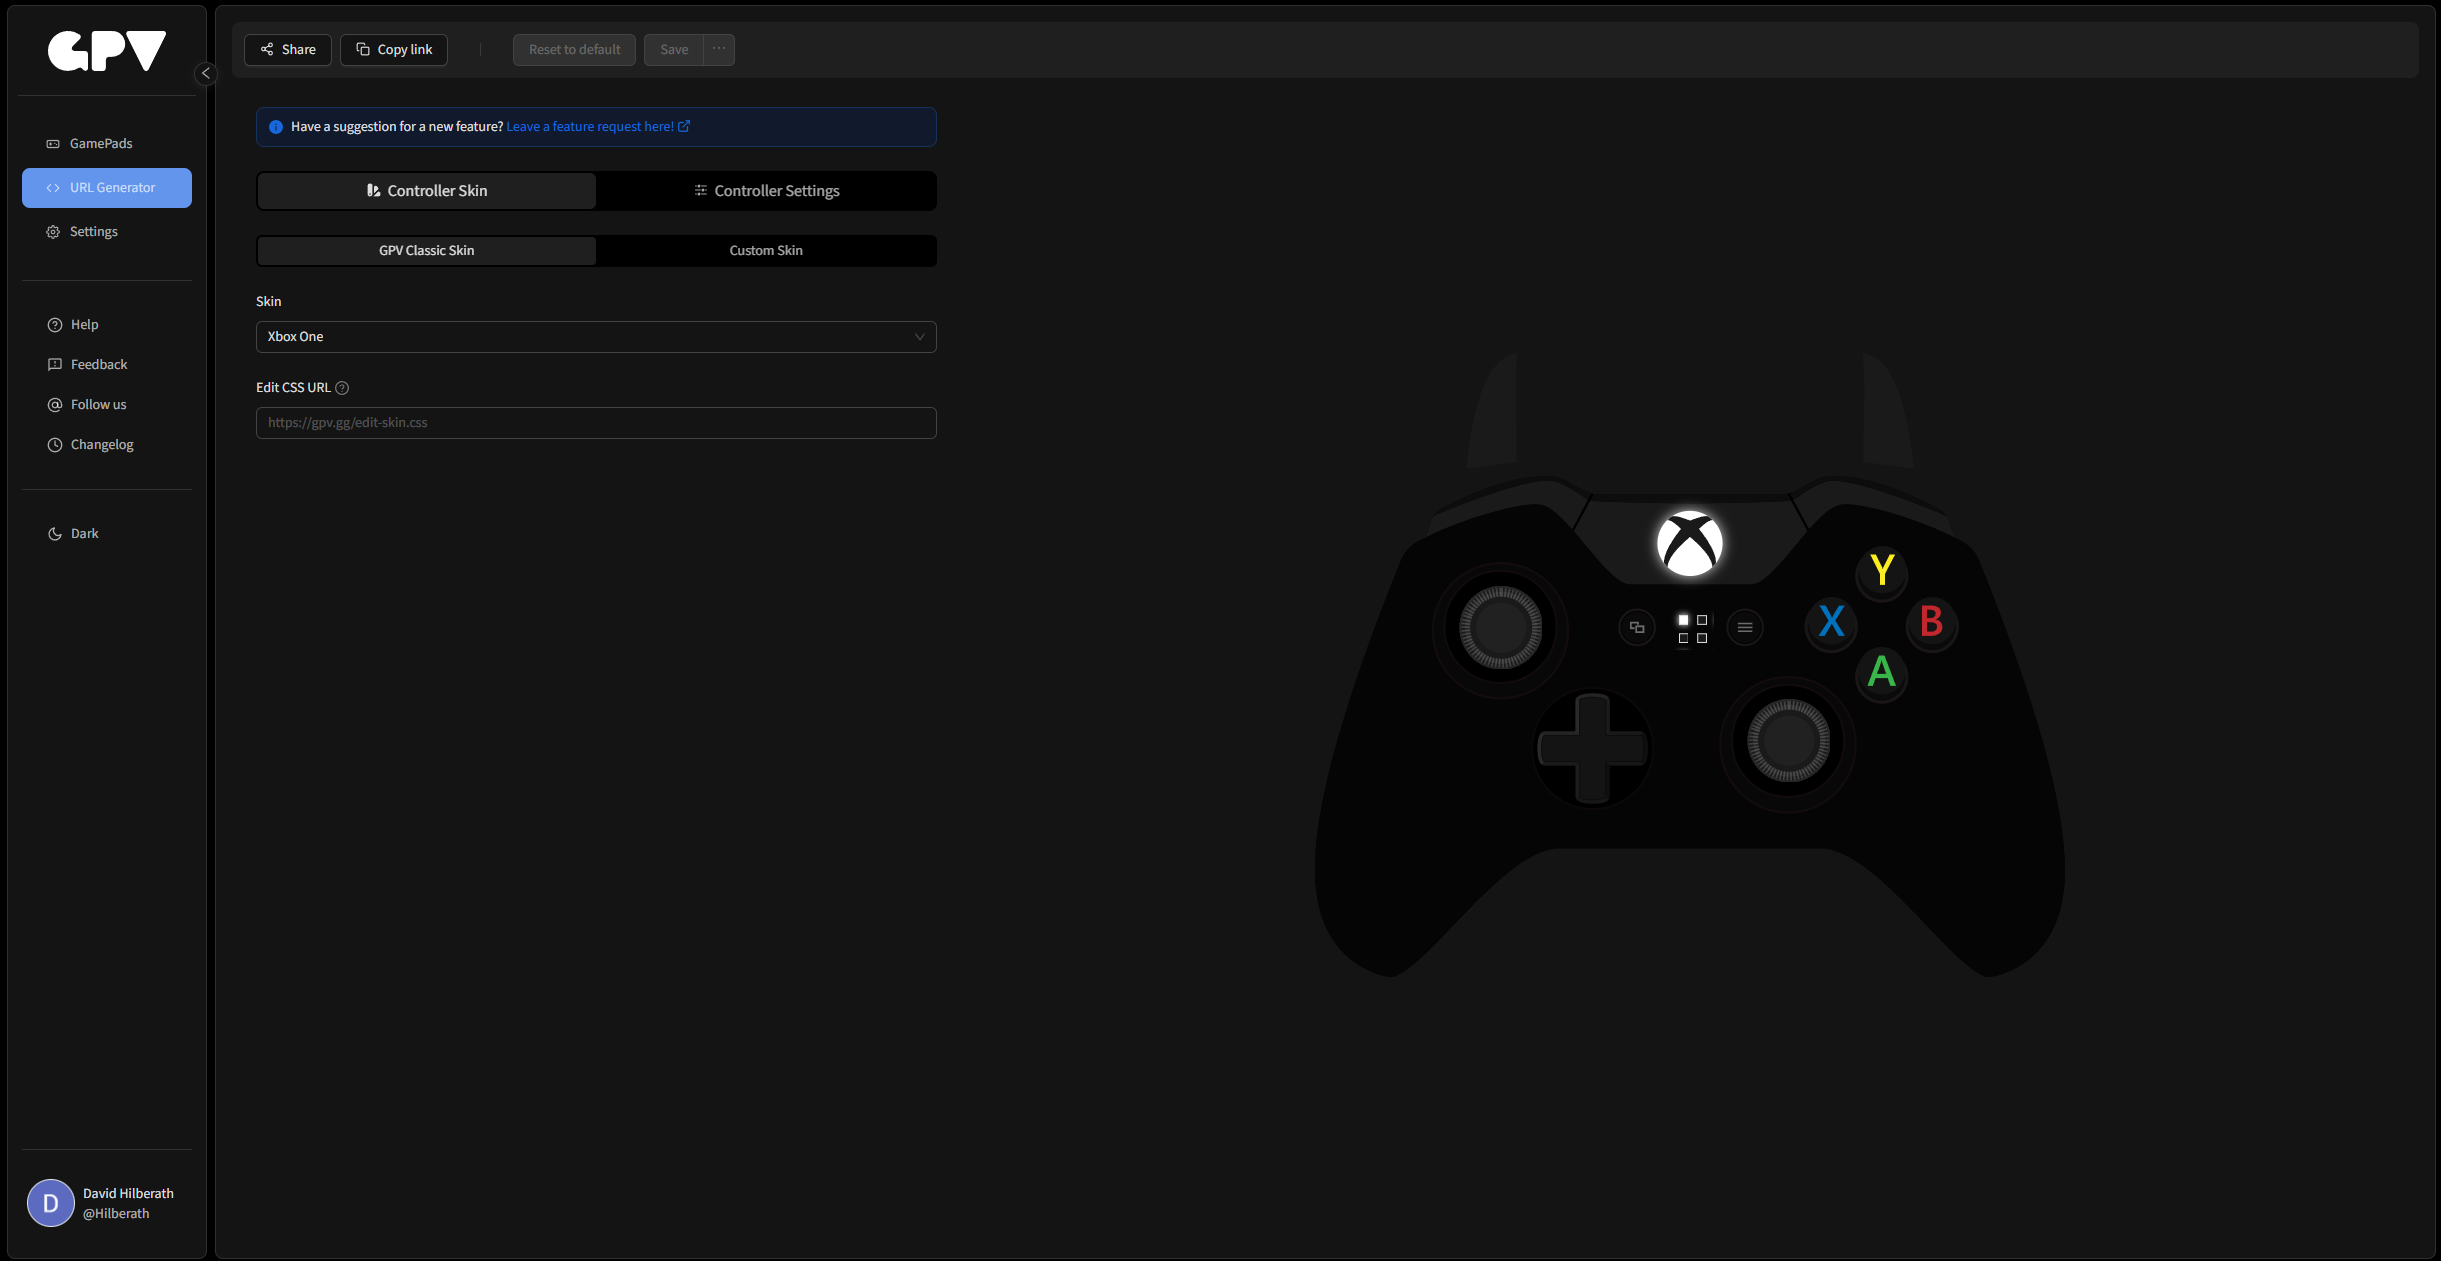 GPV
Share
Copy link
Reset to default
Save
Have a suggestion for a new feature? Leave a feature request here!
GamePads
URL Generator
Settings
Controller Skin
Controller Settings
GPV Classic Skin
Custom Skin
Skin
Xbox One
Edit CSS URL
https://gpv.gg/edit-skin.css
Help
Feedback
Follow us
Changelog
Dark
Y
X
B
A
D
David Hilberath
@Hilberath